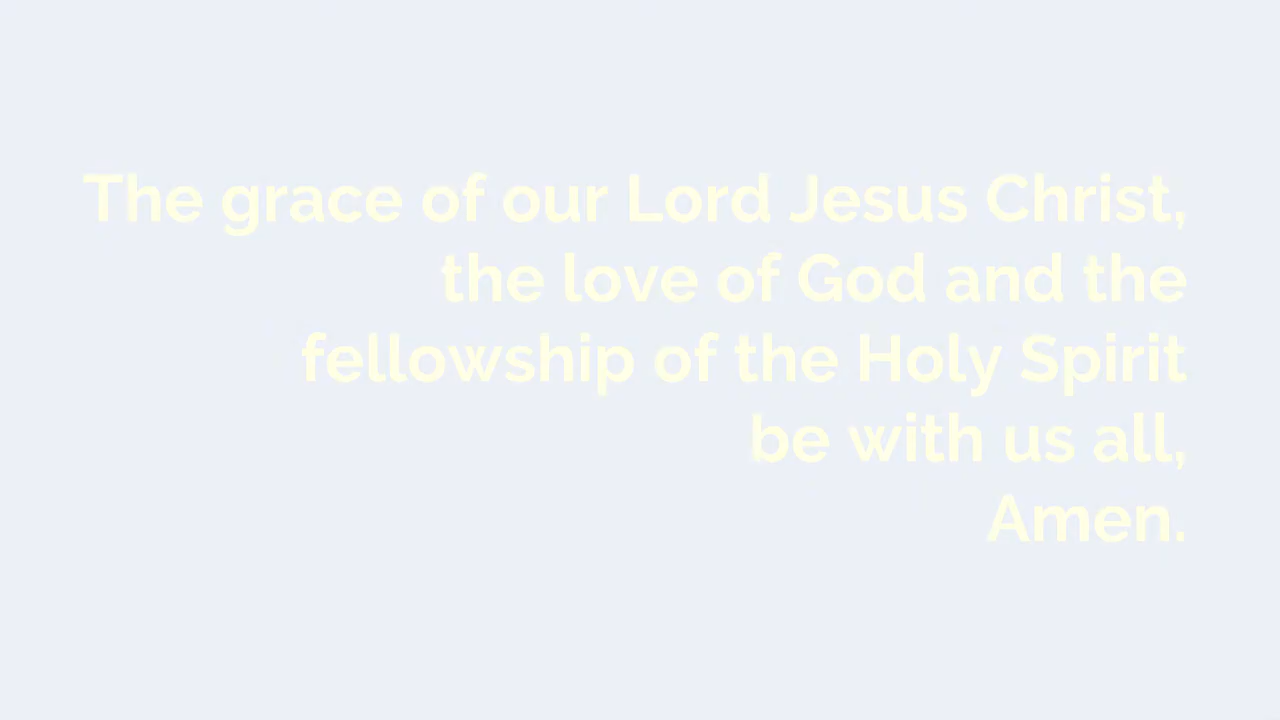 The grace of our Lord Jesus Christ,
the love of God and the
fellowship of the Holy Spirit
be with us all,
Amen.